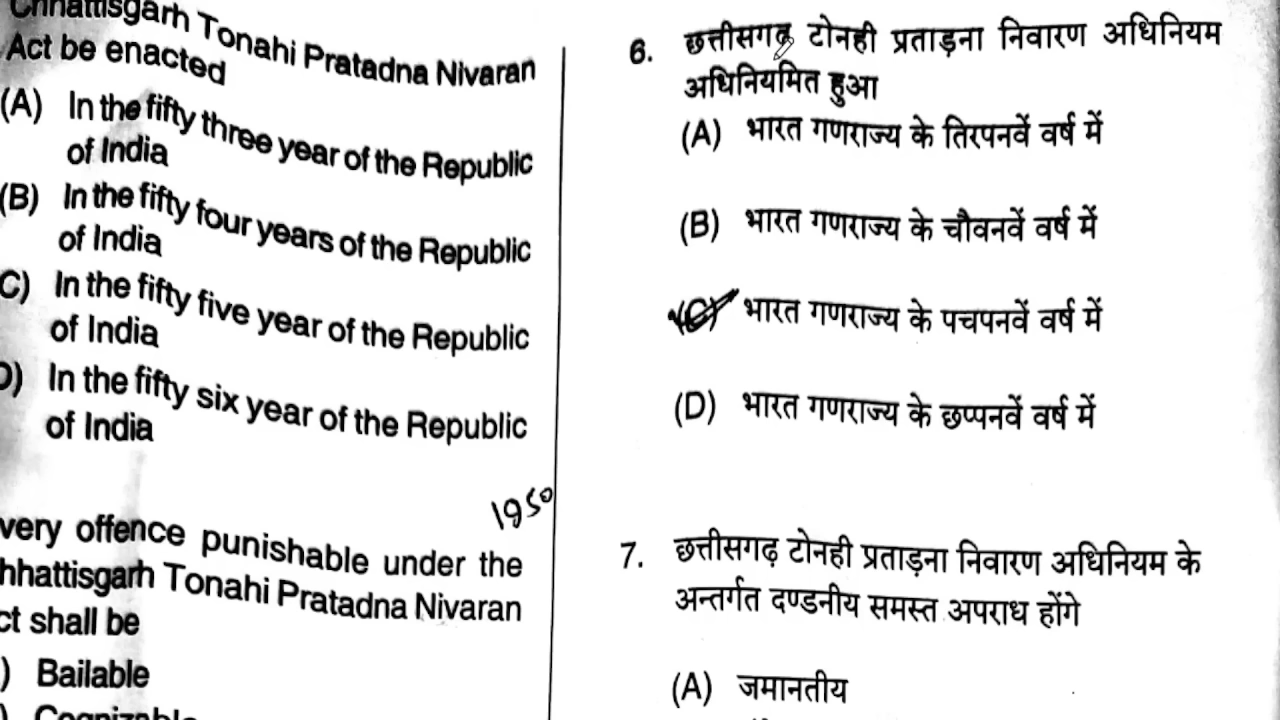 Chhattisgarh Tonahi Pratadna Nivaran
Act be enacted
(A) In the fifty three year of the Republic
of India
(B) In the fifty four years of the Republic
of India
C) In the fifty five year of the Republic
of India
D) In the fifty six year of the Republic
of India
1950
very offence punishable under the
hhattisgarh Tonahi Pratadna Nivaran
ct shall be
) Bailable
) Cognizable
6. छत्तीसगढ़ टोनही प्रताड़ना निवारण अधिनियम
अधिनियमित हुआ
(A) भारत गणराज्य के तिरपनवें वर्ष में
(B) भारत गणराज्य के चौवनवें वर्ष में
(C) भारत गणराज्य के पचपनवें वर्ष में
(D) भारत गणराज्य के छप्पनवें वर्ष में
7. छत्तीसगढ़ टोनही प्रताड़ना निवारण अधिनियम के
अन्तर्गत दण्डनीय समस्त अपराध होंगे
(A) जमानतीय